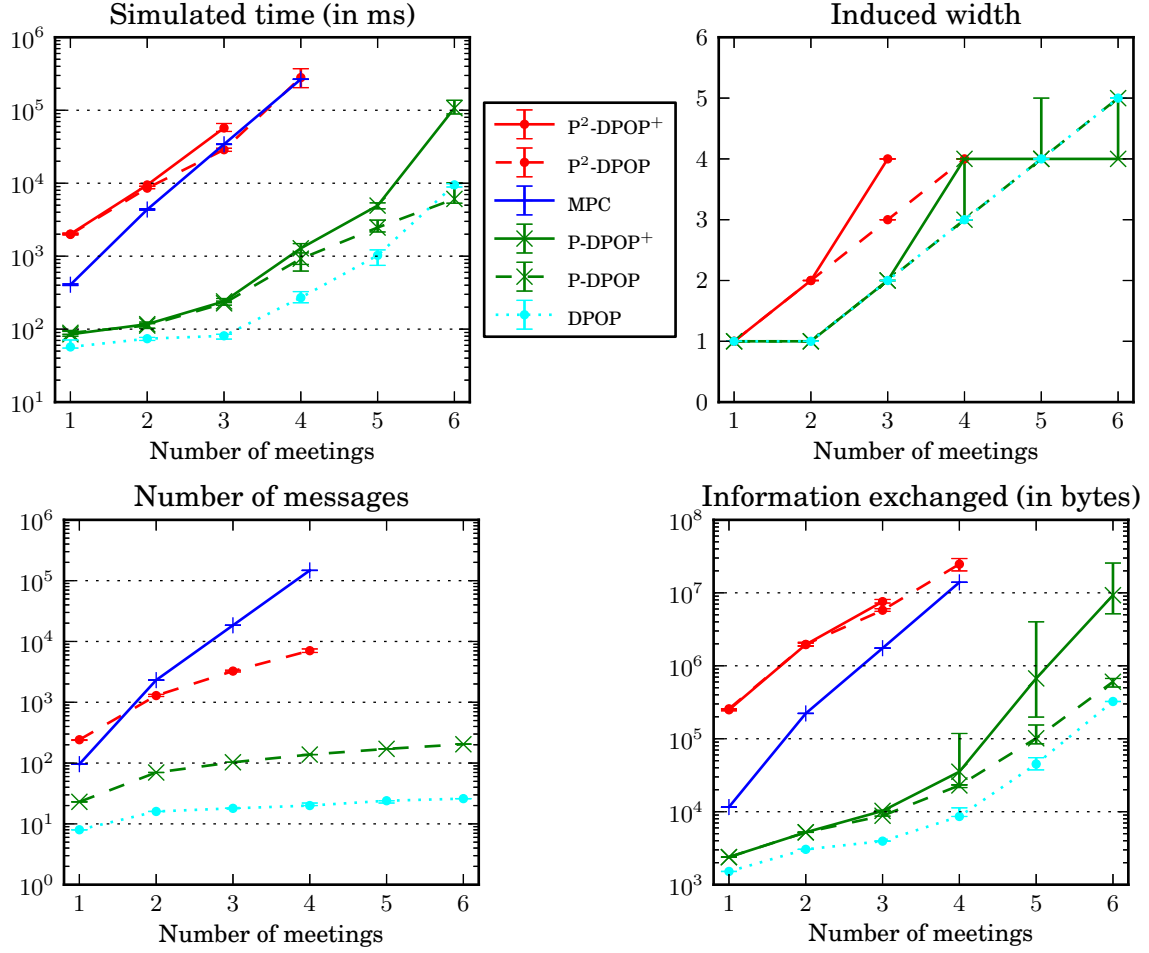 Simulated time (in ms)
10^6
10^5
10^4
10^3
10^2
10^1
1 2 3 4 5 6
Number of meetings
P^2-DPOP^+
P^2-DPOP
MPC
P-DPOP^+
P-DPOP
DPOP
Induced width
6
5
4
3
2
1
0
1 2 3 4 5 6
Number of meetings
Number of messages
10^6
10^5
10^4
10^3
10^2
10^1
10^0
1 2 3 4 5 6
Number of meetings
Information exchanged (in bytes)
10^8
10^7
10^6
10^5
10^4
10^3
1 2 3 4 5 6
Number of meetings